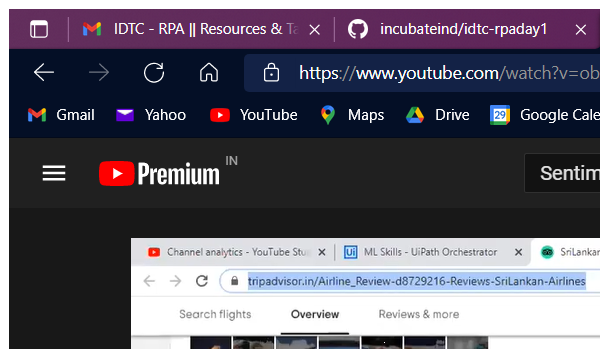 IDTC - RPA || Resources & Ta
incubateind/idtc-rpaday1
https://www.youtube.com/watch?v=ob
Gmail Yahoo YouTube Maps Drive 29 Google Cale
Premium IN
Sentim
Channel analytics - YouTube Stu Ui ML Skills - UiPath Orchestrator SriLankan
tripadvisor.in/Airline_Review-d8729216-Reviews-SriLankan-Airlines
Search flights Overview Reviews & more